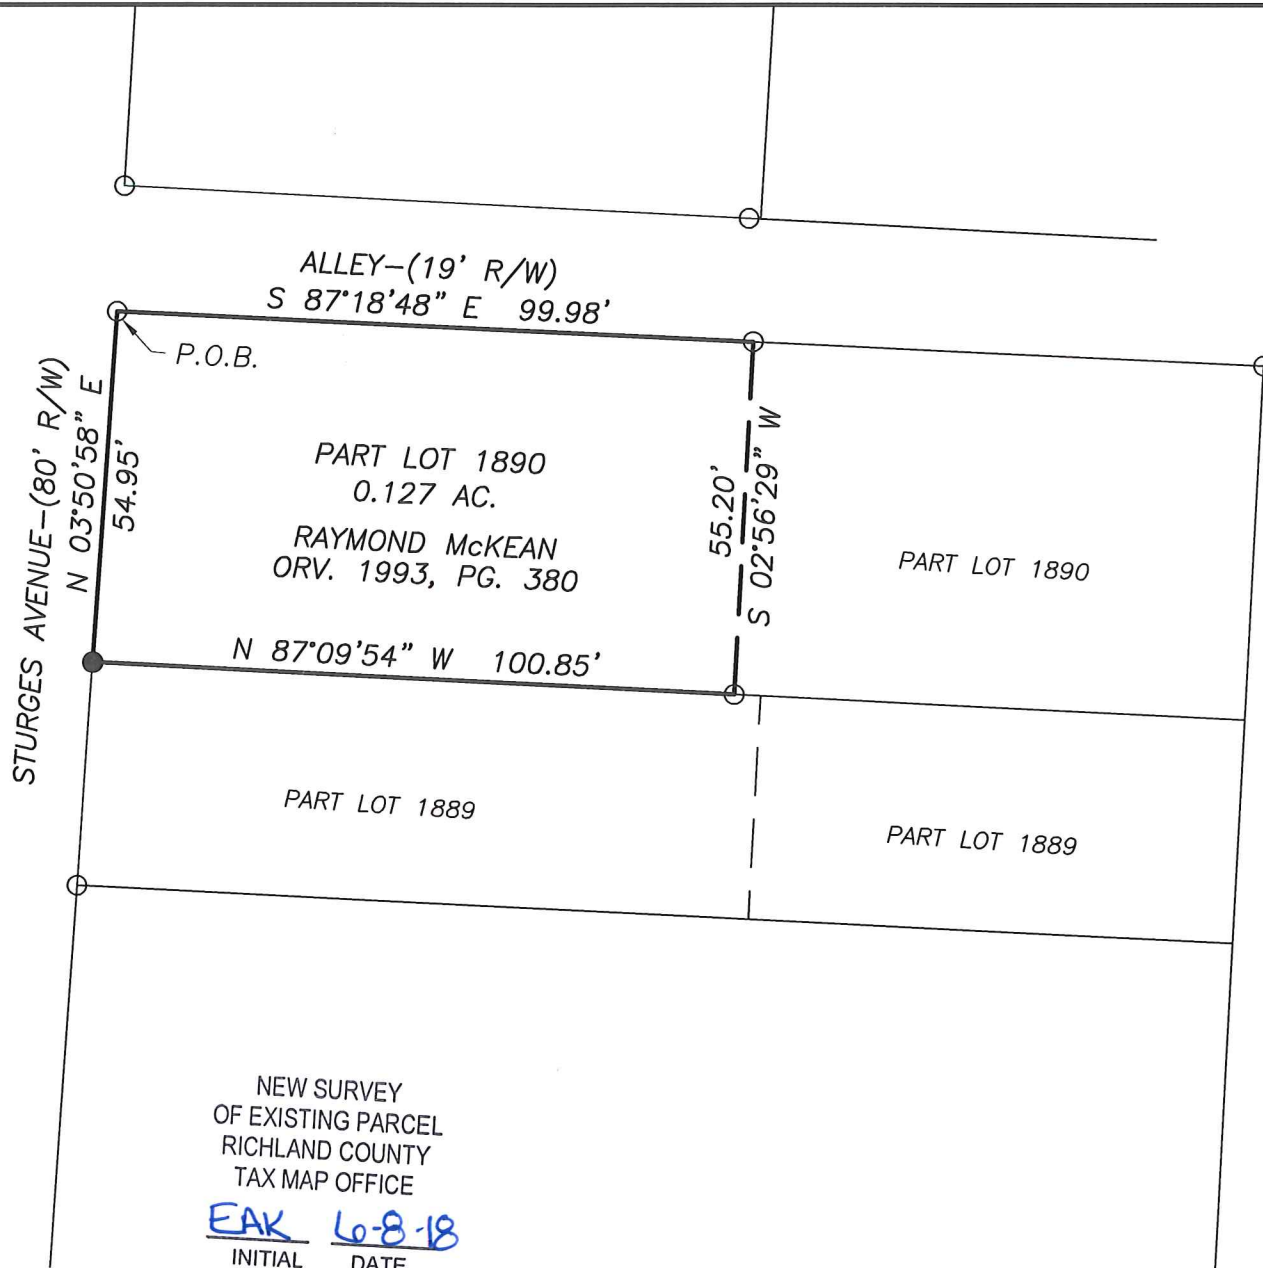 ALLEY-(19' R/W)
S 87°18'48" E 99.98'
P.O.B.
STURGES AVENUE-(80' R/W)
N 03°50'58" E
54.95'
PART LOT 1890
0.127 AC.
RAYMOND McKEAN
ORV. 1993, PG. 380
55.20'
S 02°56'29" W
PART LOT 1890
N 87°09'54" W 100.85'
PART LOT 1889
PART LOT 1889
NEW SURVEY
OF EXISTING PARCEL
RICHLAND COUNTY
TAX MAP OFFICE
EAK 6-8-18
INITIAL DATE